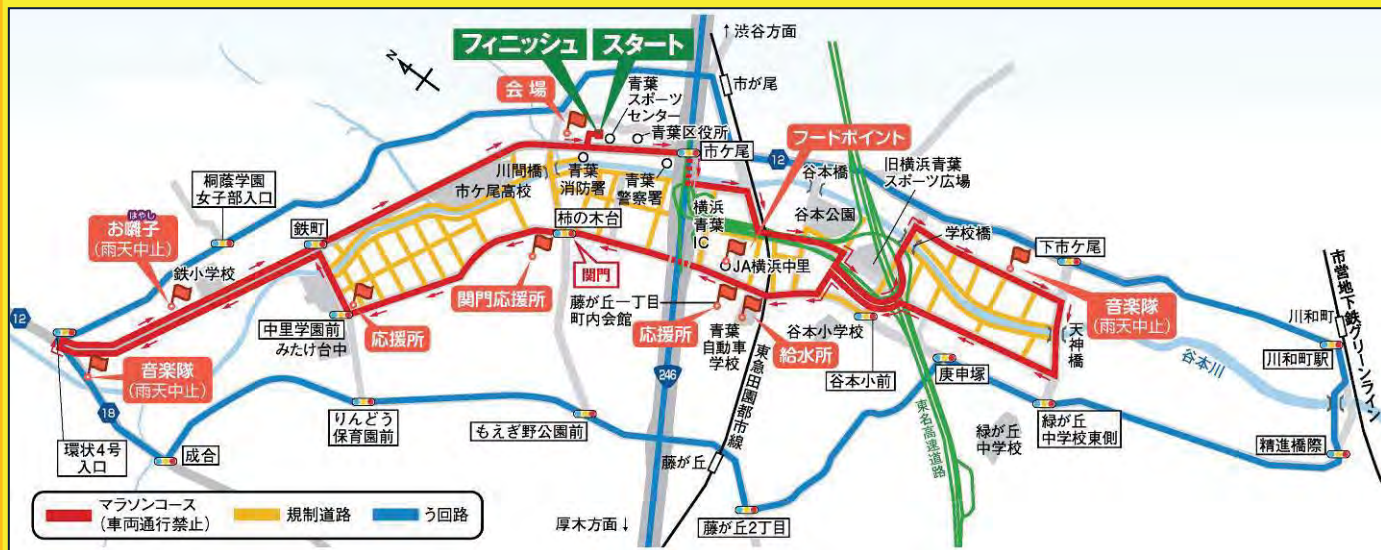 ↑渋谷方面
フィニッシュ
スタート
N
会場
青葉
スポーツ
センター
市が尾
青葉区役所
フードポイント
市ケ尾
12
川間橋
青葉
消防署
青葉
警察署
谷本橋
旧横浜青葉
スポーツ広場
桐蔭学園
女子部入口
市ケ尾高校
谷本公園
はやし
お囃子
(雨天中止)
鉄町
柿の木台
横浜
青葉
IC
学校橋
下市ケ尾
鉄小学校
関門
JA横浜中里
市営地下鉄グリーンライン
関門応援所
藤が丘一丁目
町内会館
音楽隊
(雨天中止)
12
中里学園前
みたけ台中
応援所
応援所
青葉
自動車
学校
給水所
谷本小学校
谷本小前
天神橋
川和町
川和町駅
谷本川
音楽隊
(雨天中止)
庚申塚
18
246
東急田園都市線
東名高速道路
環状4号
入口
成合
りんどう
保育園前
もえぎ野公園前
緑が丘
中学校
緑が丘
中学校東側
精進橋際
藤が丘
藤が丘2丁目
マラソンコース
(車両通行禁止)
規制道路
う回路
厚木方面↓